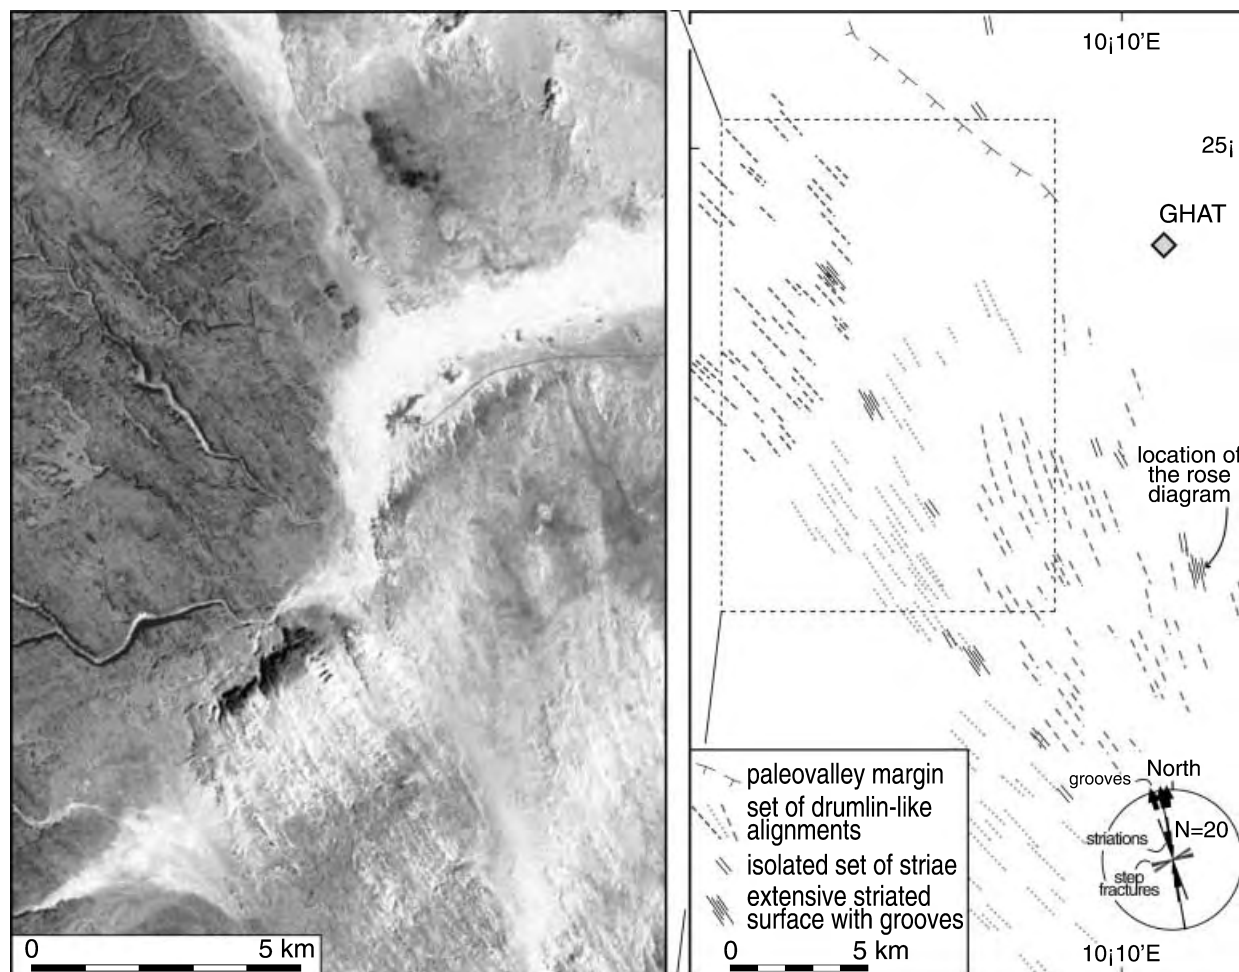 0 5 km
10¡10'E
25¡
GHAT
location of
the rose
diagram
paleovalley margin
set of drumlin-like
alignments
isolated set of striae
extensive striated
surface with grooves
0 5 km
grooves North
N=20
striations
step
fractures
10¡10'E